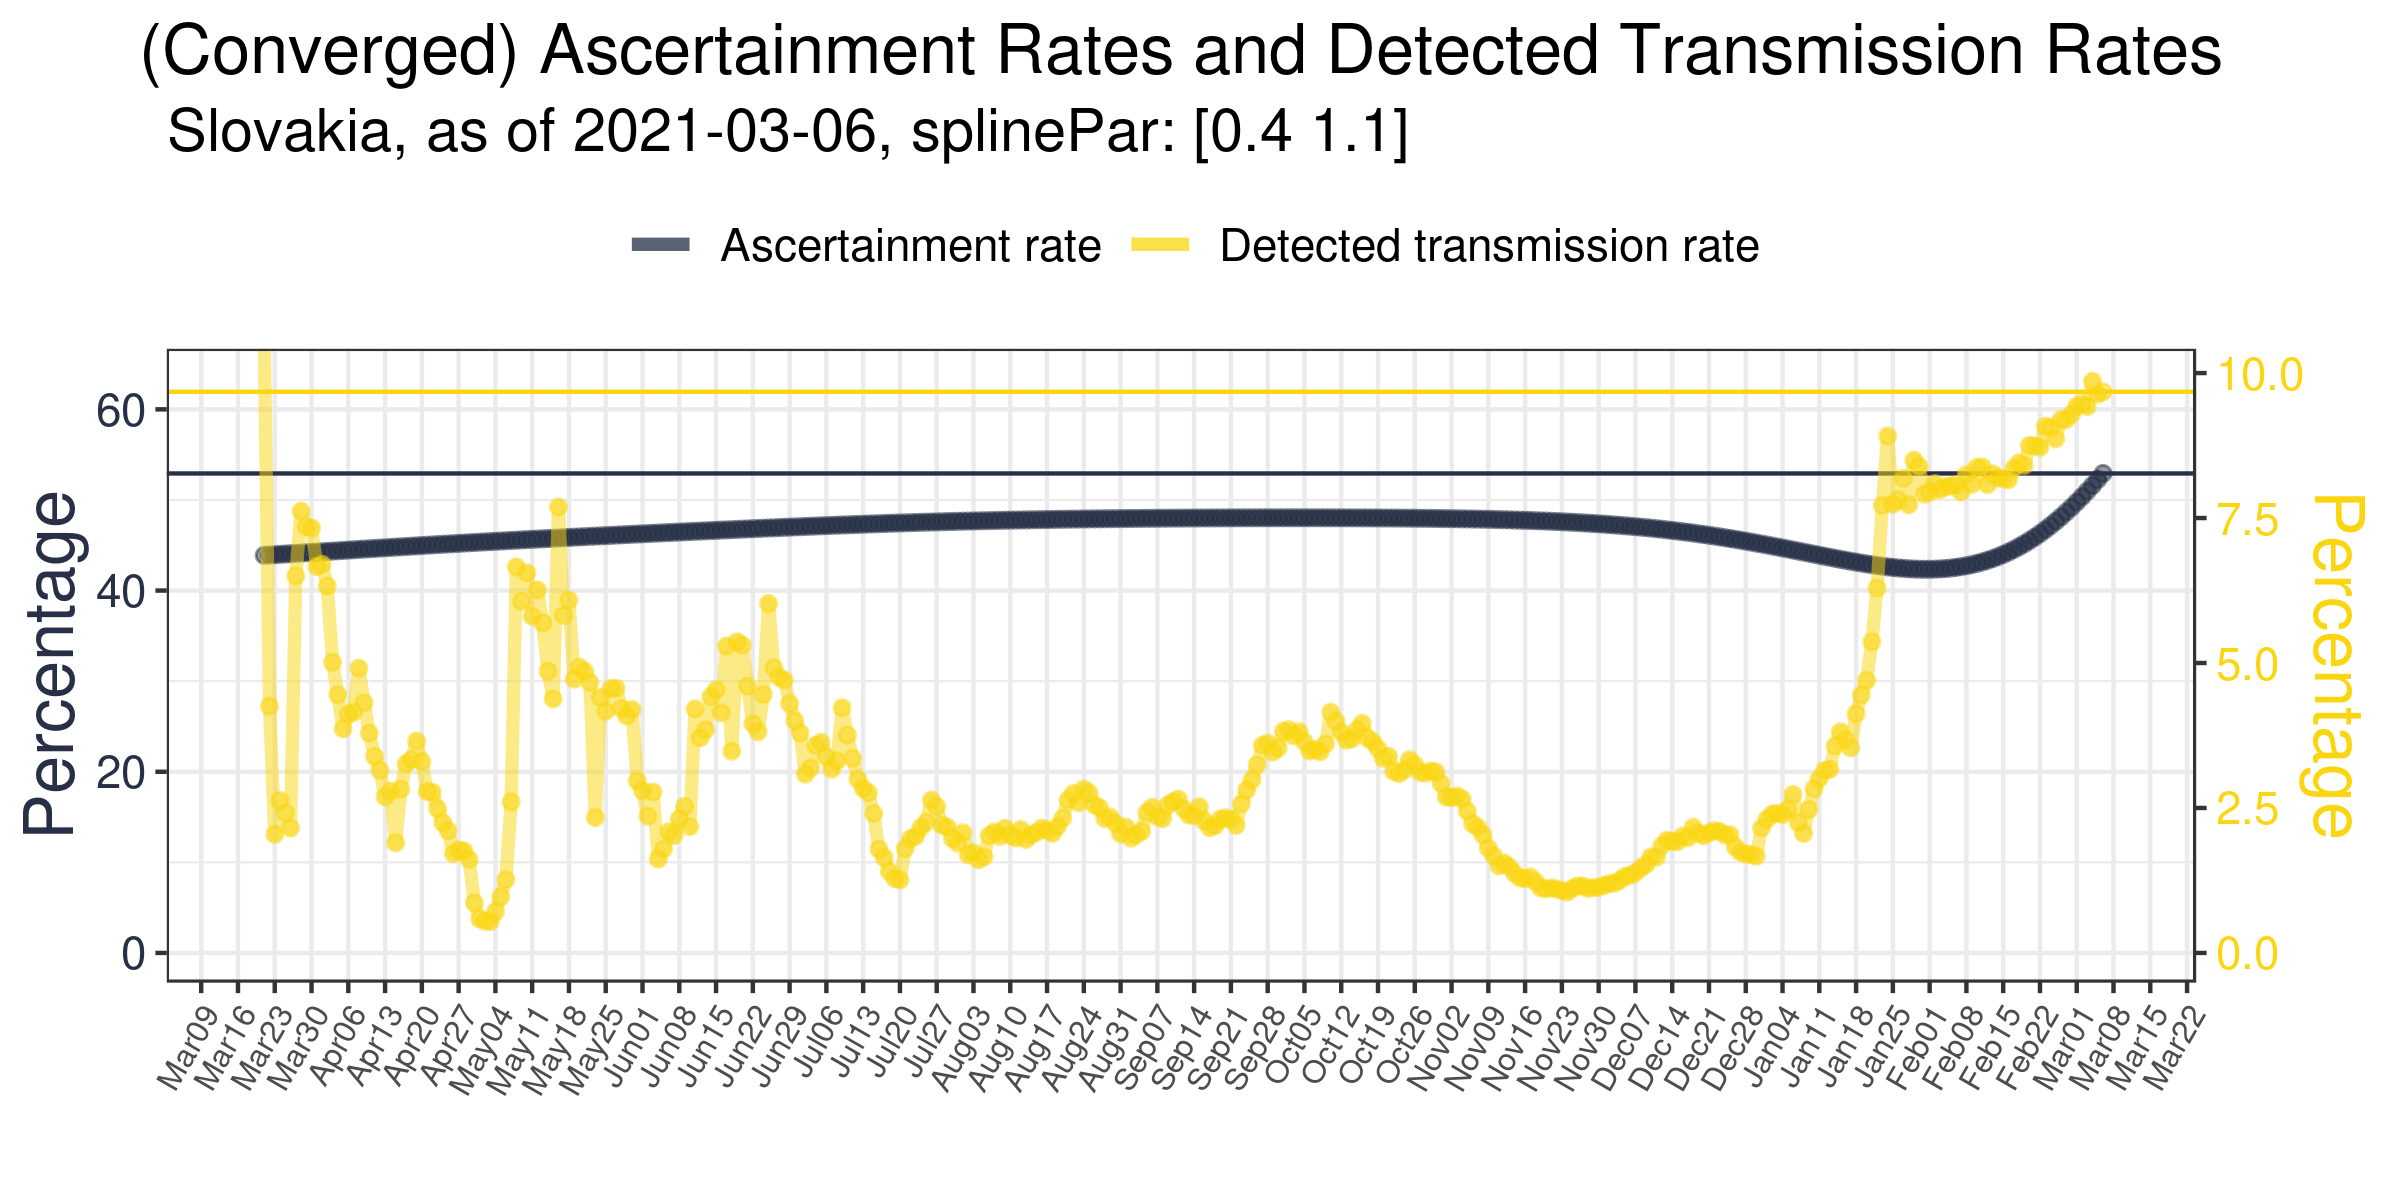 (Converged) Ascertainment Rates and Detected Transmission Rates
Slovakia, as of 2021-03-06, splinePar: [0.4 1.1]
Ascertainment rate Detected transmission rate
Percentage
60
40
20
0
10.0
7.5
5.0
2.5
0.0
Percentage
Mar09 Mar16 Mar23 Mar30 Apr06 Apr13 Apr20 Apr27 May04 May11 May18 May25 Jun01 Jun08 Jun15 Jun22 Jun29 Jul06 Jul13 Jul20 Jul27 Aug03 Aug10 Aug17 Aug24 Aug31 Sep07 Sep14 Sep21 Sep28 Oct05 Oct12 Oct19 Oct26 Nov02 Nov09 Nov16 Nov23 Nov30 Dec07 Dec14 Dec21 Dec28 Dec04 Jan11 Jan18 Jan25 Feb01 Feb08 Feb15 Feb22 Mar01 Mar08 Mar15 Mar22